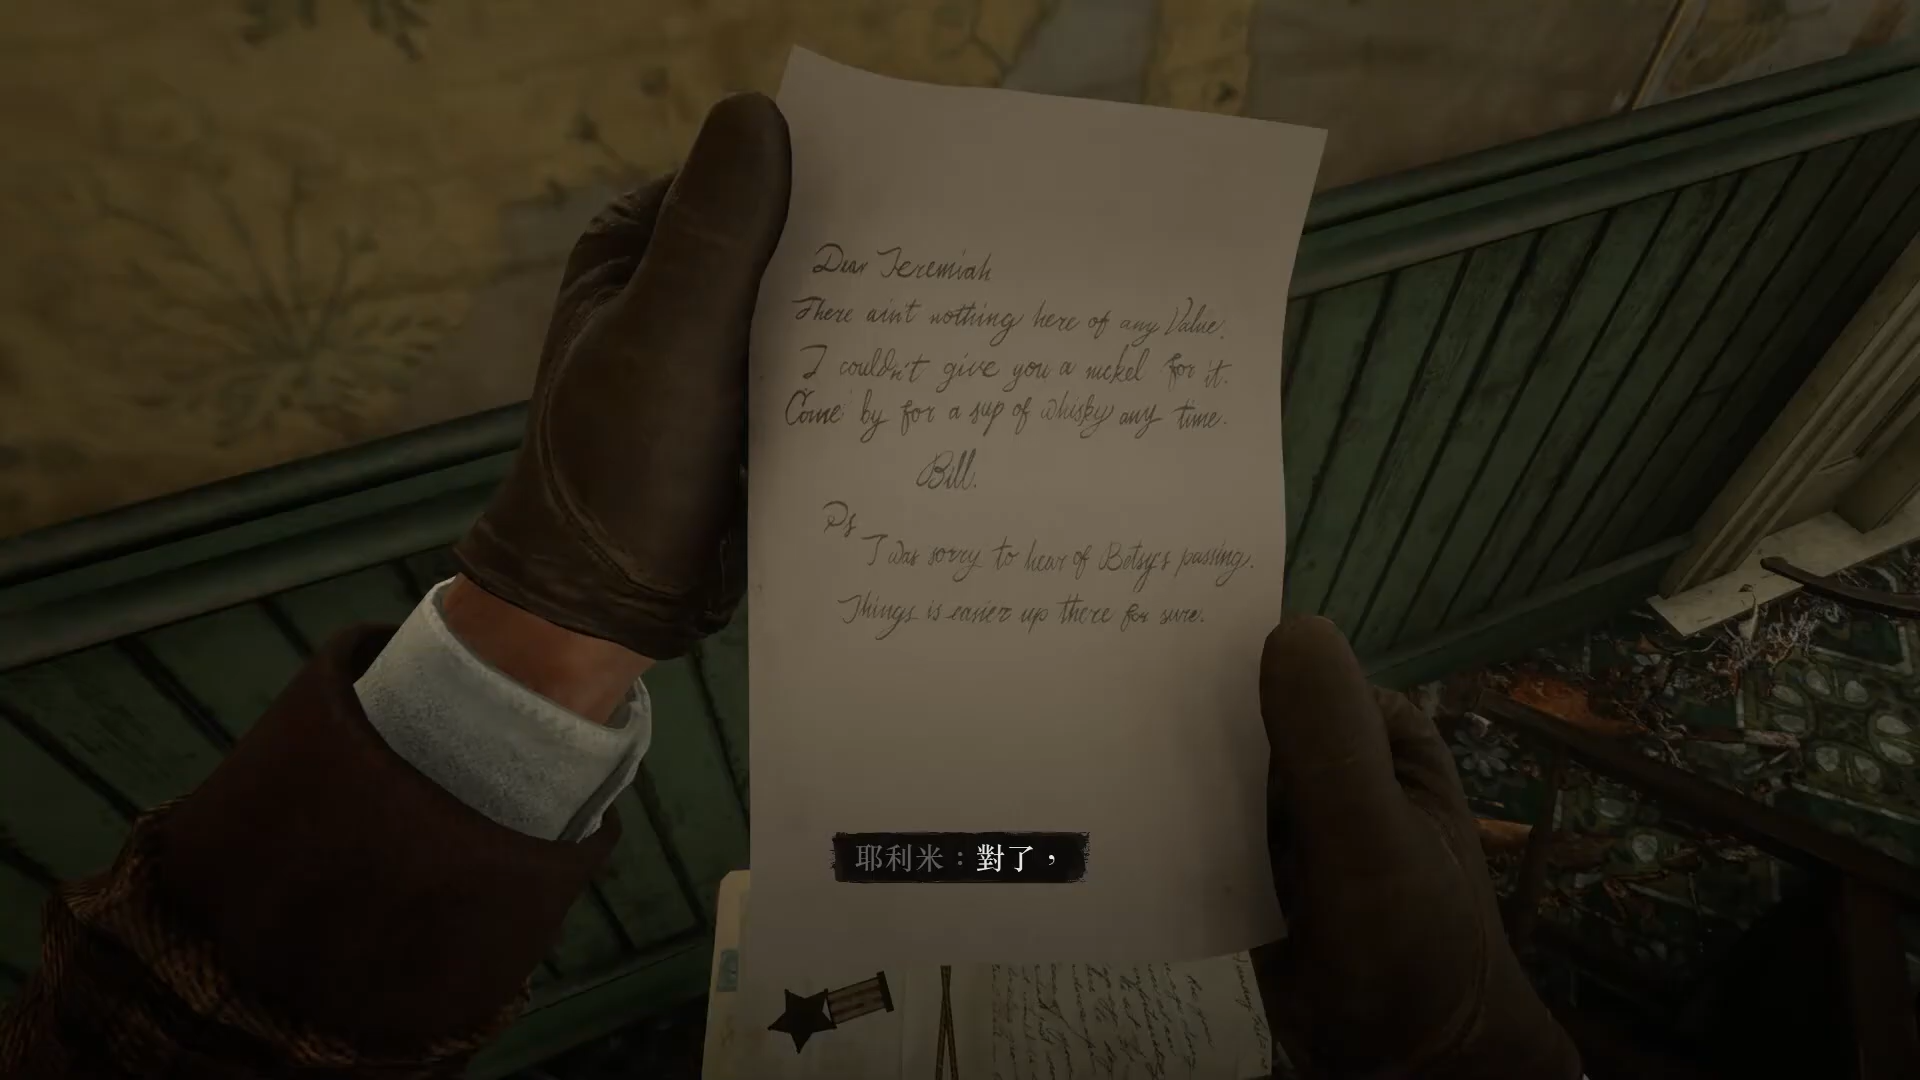 Dear Jeremiah
There ain't nothing here of any Value.
I couldn't give you a nickel for it.
Come by for a sup of whisky any time.
Bill.
Ps
I was sorry to hear of Betsy's passing.
Things is easier up there for sure.
耶利米：對了，